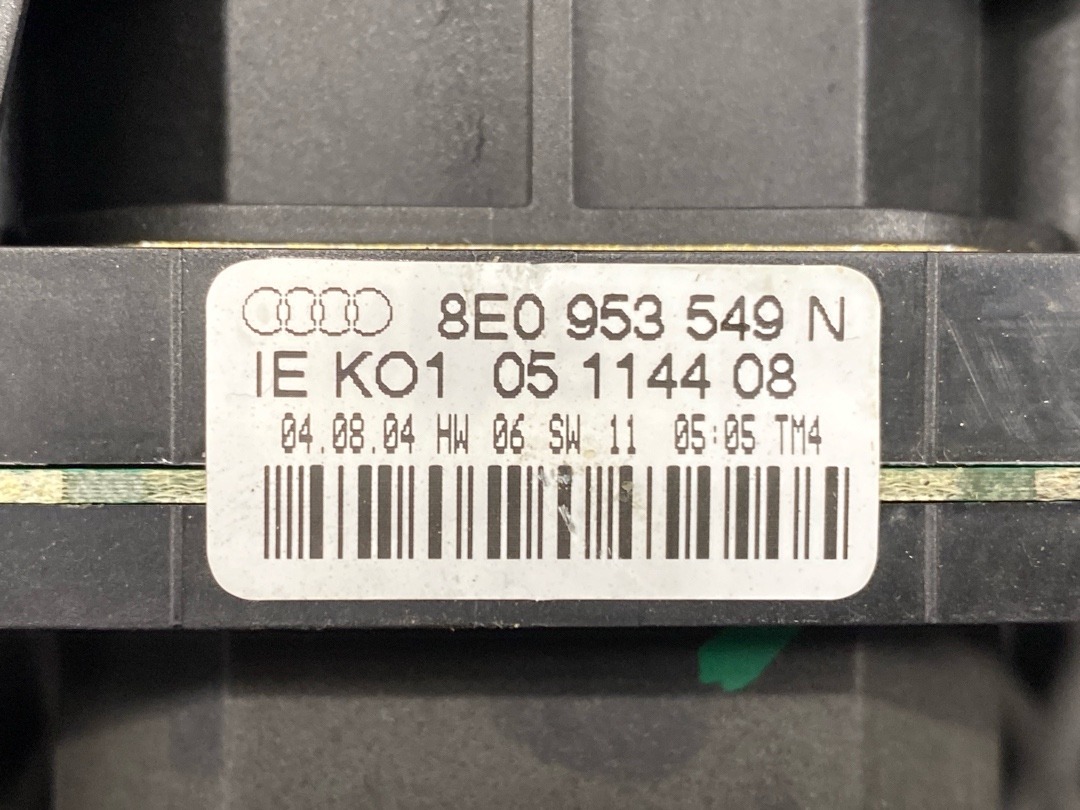 8E0 953 549 N
IE KO1 05 1144 08
04.08.04 HW 06 SW 11 05:05 TM4